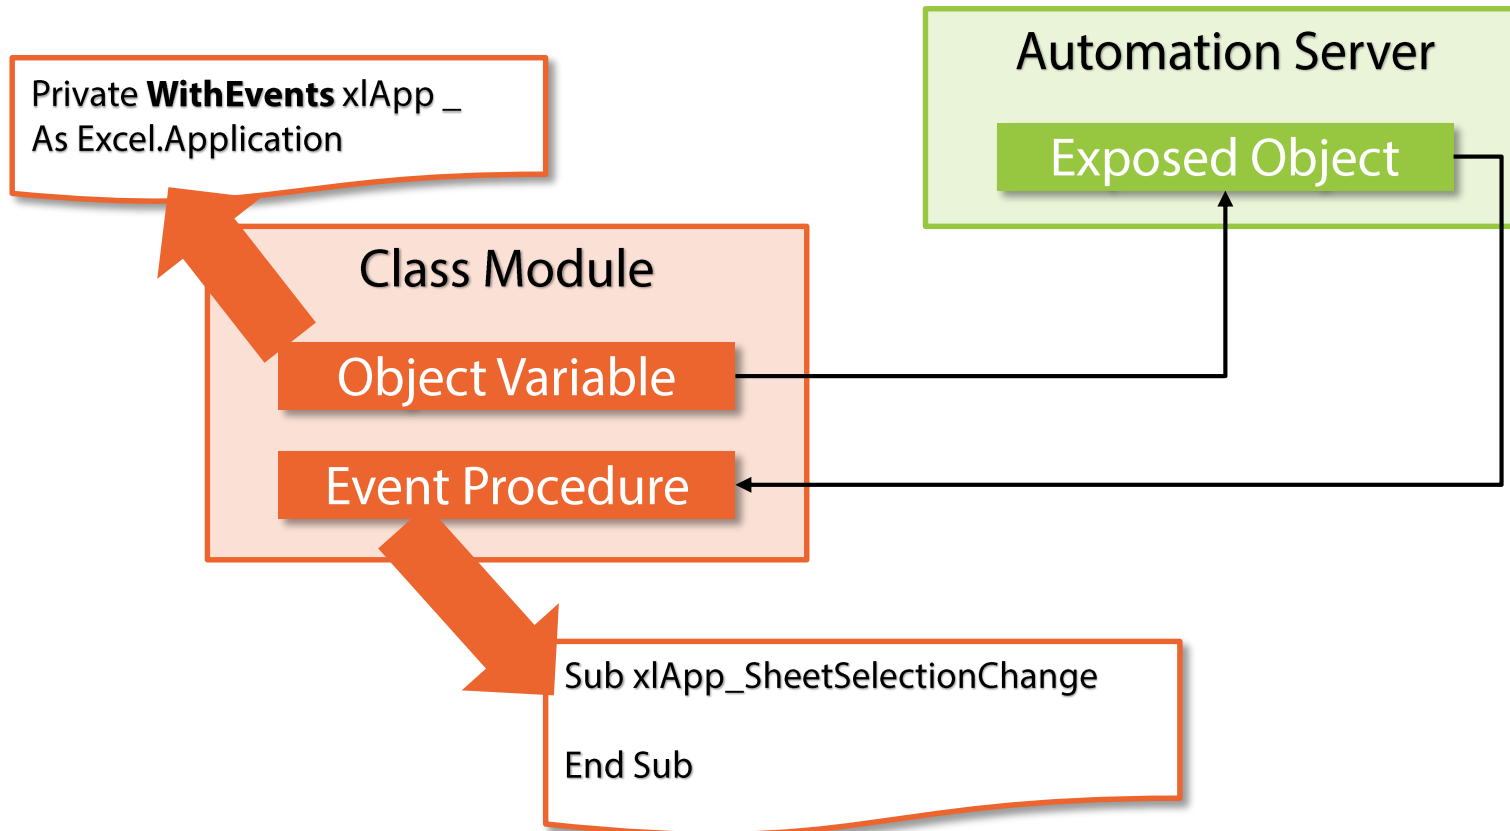 Automation Server
Exposed Object
Private WithEvents xlApp _
As Excel.Application
Class Module
Object Variable
Event Procedure
Sub xlApp_SheetSelectionChange
End Sub